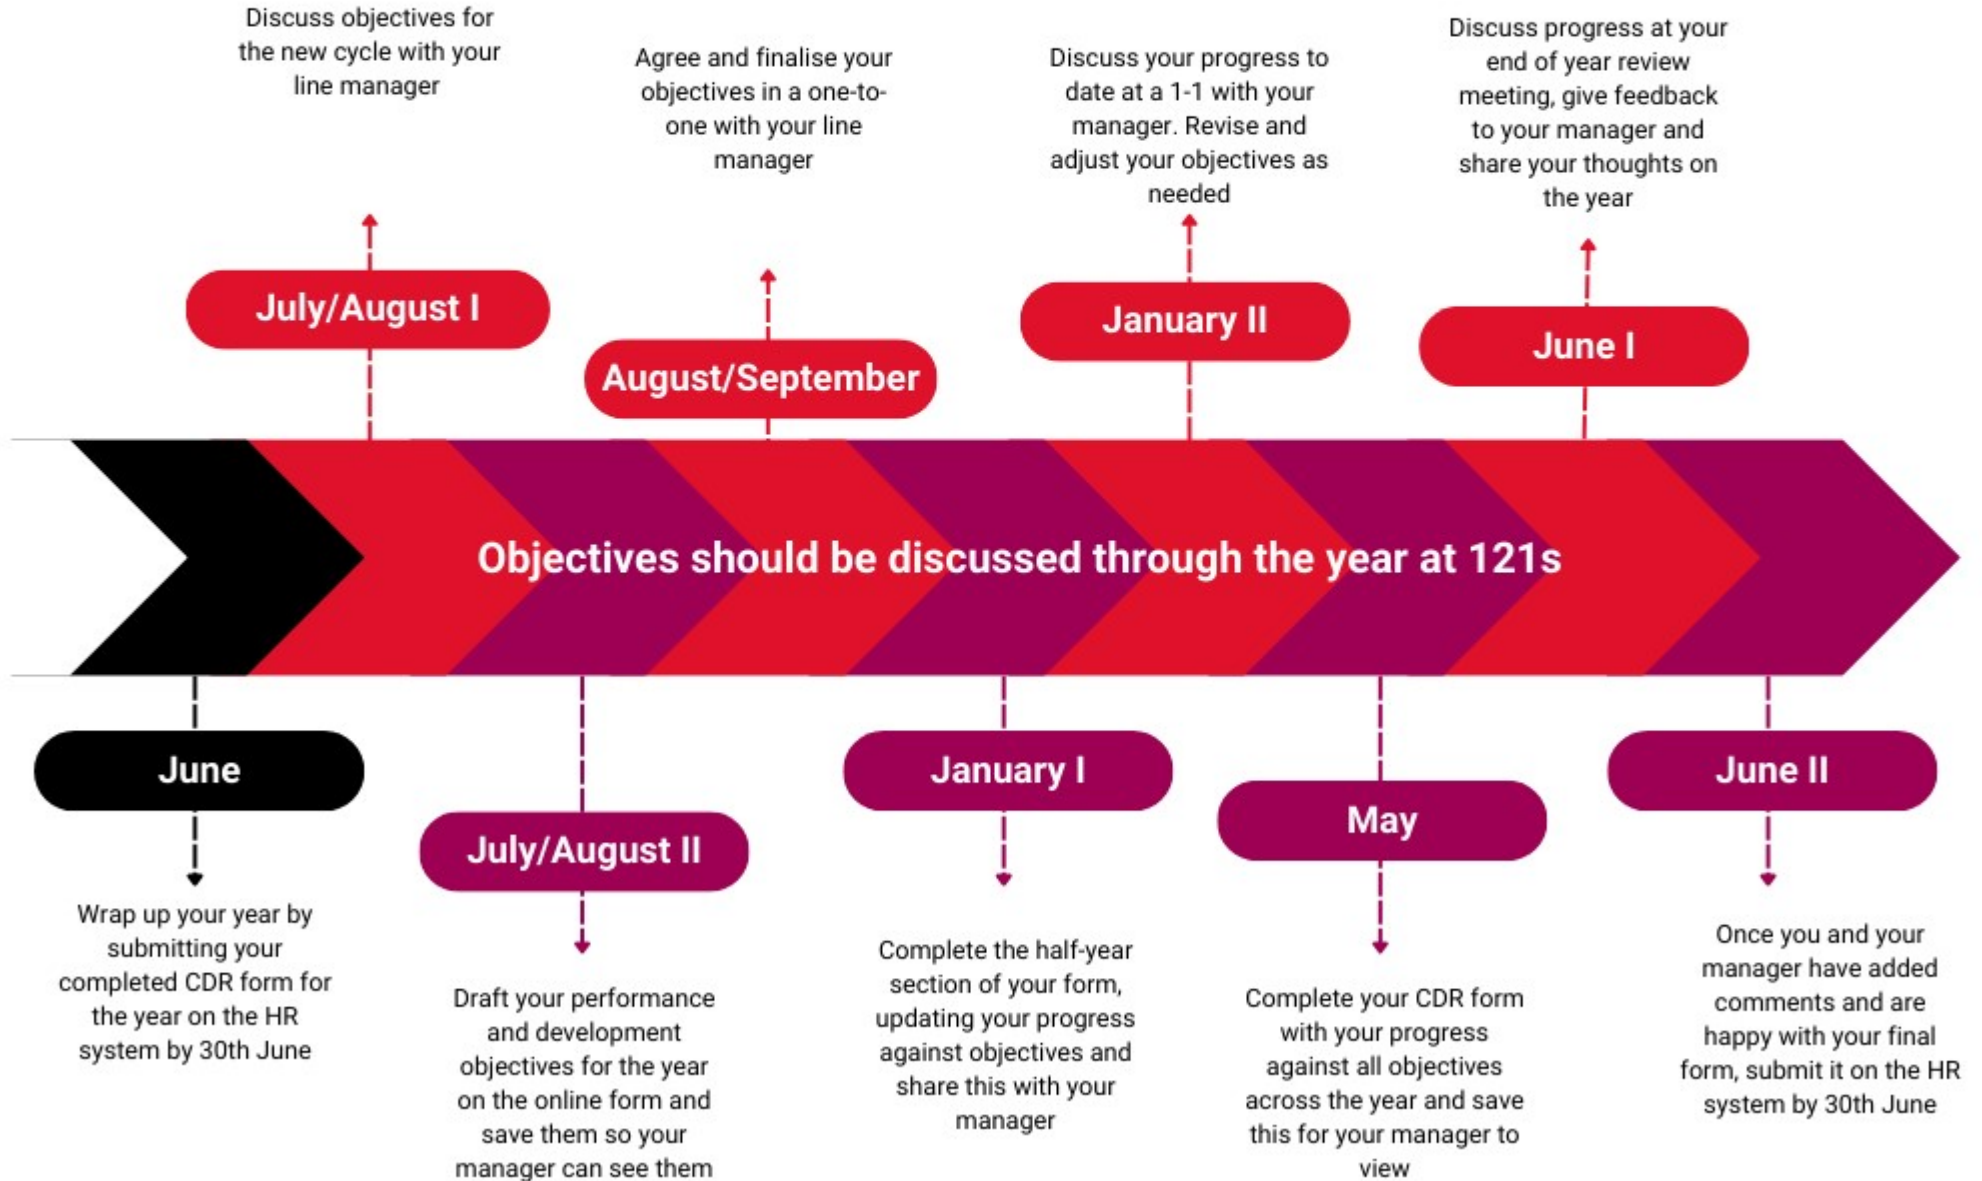 Discuss objectives for
the new cycle with your
line manager
Agree and finalise your
objectives in a one-to-
one with your line
manager
Discuss your progress to
date at a 1-1 with your
manager. Revise and
adjust your objectives as
needed
Discuss progress at your
end of year review
meeting, give feedback
to your manager and
share your thoughts on
the year
July/August I
August/September
January II
June I
Objectives should be discussed through the year at 121s
June
July/August II
January I
May
June II
Wrap up your year by
submitting your
completed CDR form for
the year on the HR
system by 30th June
Draft your performance
and development
objectives for the year
on the online form and
save them so your
manager can see them
Complete the half-year
section of your form,
updating your progress
against objectives and
share this with your
manager
Complete your CDR form
with your progress
against all objectives
across the year and save
this for your manager to
view
Once you and your
manager have added
comments and are
happy with your final
form, submit it on the HR
system by 30th June